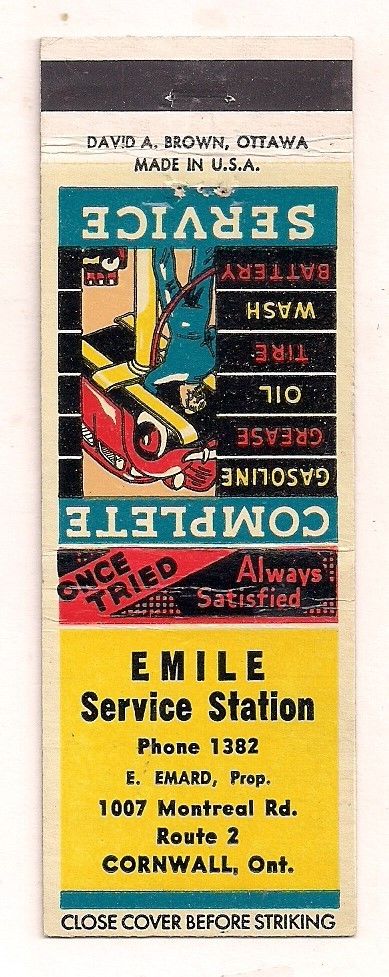 DAVID A. BROWN, OTTAWA
MADE IN U.S.A.
COMPLETE
GASOLINE
GREASE
OIL
TIRE
WASH
BATTERY
SERVICE
ONCE TRIED
Always Satisfied
EMILE
Service Station
Phone 1382
E. EMARD, Prop.
1007 Montreal Rd.
Route 2
CORNWALL, Ont.
CLOSE COVER BEFORE STRIKING